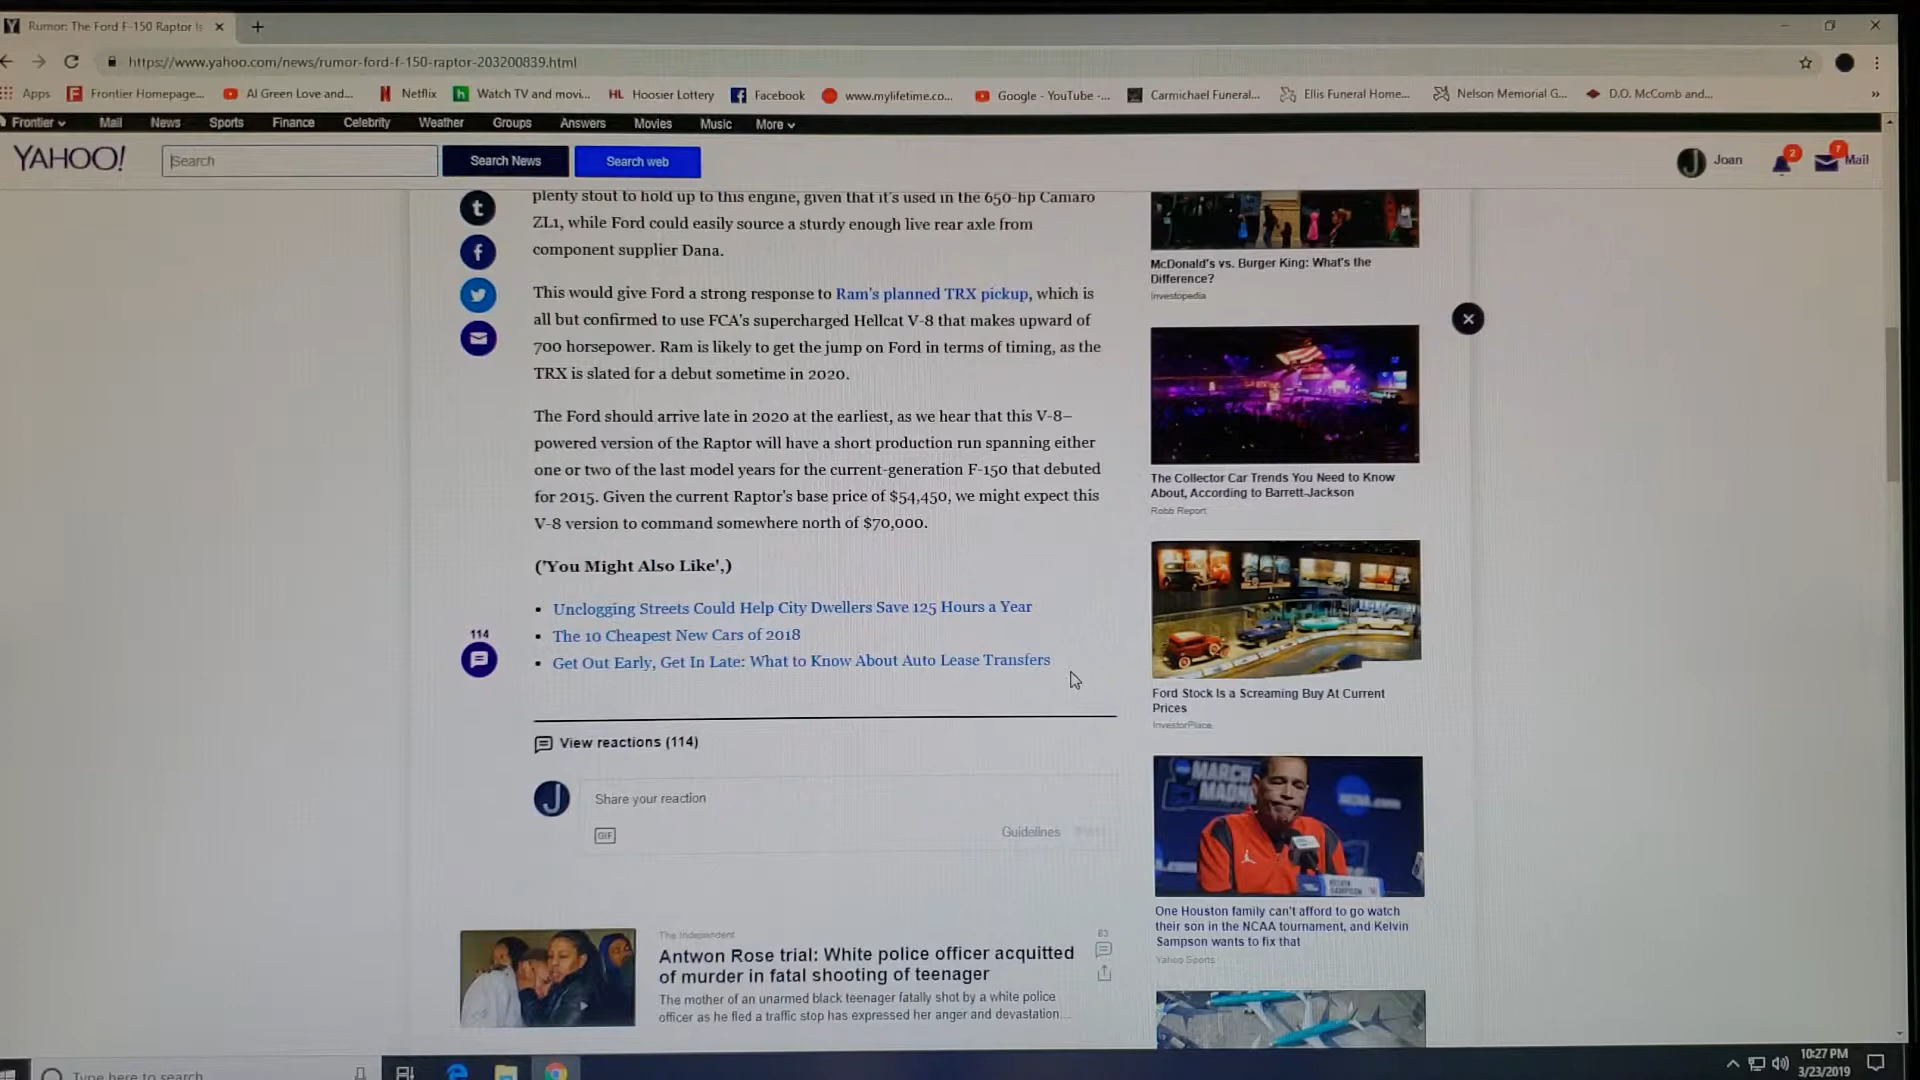 Rumor: The Ford F-150 Raptor Is
https://www.yahoo.com/news/rumor-ford-f-150-raptor-203200839.html
Apps
Frontier Homepage...
Al Green Love and...
Netflix
Watch TV and movi...
HL Hoosier Lottery
Facebook
www.mylifetime.co...
Google - YouTube -...
Carmichael Funeral...
Ellis Funeral Home...
Nelson Memorial G...
D.O. McComb and...
Frontier
Mail
News
Sports
Finance
Celebrity
Weather
Groups
Answers
Movies
Music
More
YAHOO!
Search
Search News
Search web
J
Joan
2
7
Mail
plenty stout to hold up to this engine, given that it's used in the 650-hp Camaro
ZL1, while Ford could easily source a sturdy enough live rear axle from
component supplier Dana.
This would give Ford a strong response to Ram's planned TRX pickup, which is
all but confirmed to use FCA's supercharged Hellcat V-8 that makes upward of
700 horsepower. Ram is likely to get the jump on Ford in terms of timing, as the
TRX is slated for a debut sometime in 2020.
The Ford should arrive late in 2020 at the earliest, as we hear that this V-8–
powered version of the Raptor will have a short production run spanning either
one or two of the last model years for the current-generation F-150 that debuted
for 2015. Given the current Raptor's base price of $54,450, we might expect this
V-8 version to command somewhere north of $70,000.
('You Might Also Like',)
• Unclogging Streets Could Help City Dwellers Save 125 Hours a Year
• The 10 Cheapest New Cars of 2018
• Get Out Early, Get In Late: What to Know About Auto Lease Transfers
114
View reactions (114)
J
Share your reaction
GIF
Guidelines
The Independent
Antwon Rose trial: White police officer acquitted
of murder in fatal shooting of teenager
The mother of an unarmed black teenager fatally shot by a white police
officer as he fled a traffic stop has expressed her anger and devastation...
83
McDonald's vs. Burger King: What's the
Difference?
Investopedia
The Collector Car Trends You Need to Know
About, According to Barrett-Jackson
Robb Report
Ford Stock Is a Screaming Buy At Current
Prices
InvestorPlace
MARCH
KELVIN
SAMPSON
One Houston family can't afford to go watch
their son in the NCAA tournament, and Kelvin
Sampson wants to fix that
Yahoo Sports
Type here to search
10:27 PM
3/23/2019